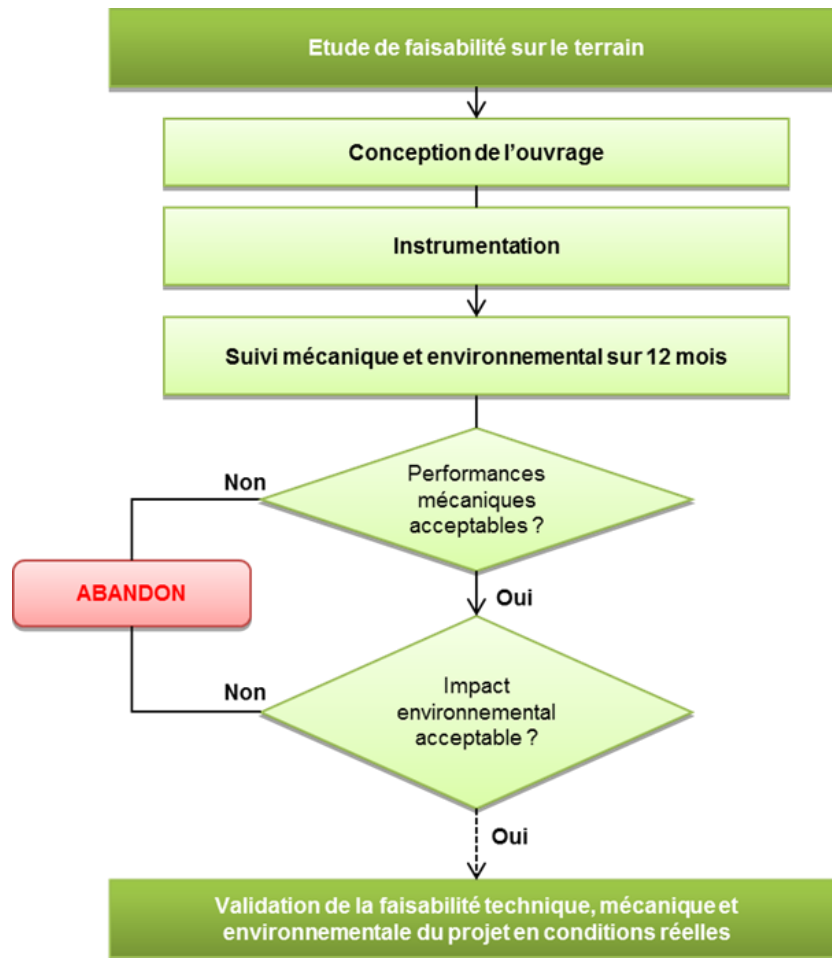 Etude de faisabilité sur le terrain
Conception de l'ouvrage
Instrumentation
Suivi mécanique et environnemental sur 12 mois
Performances
mécaniques
acceptables ?
Non
ABANDON
Oui
Non
Impact
environnemental
acceptable ?
Oui
Validation de la faisabilité technique, mécanique et
environnementale du projet en conditions réelles